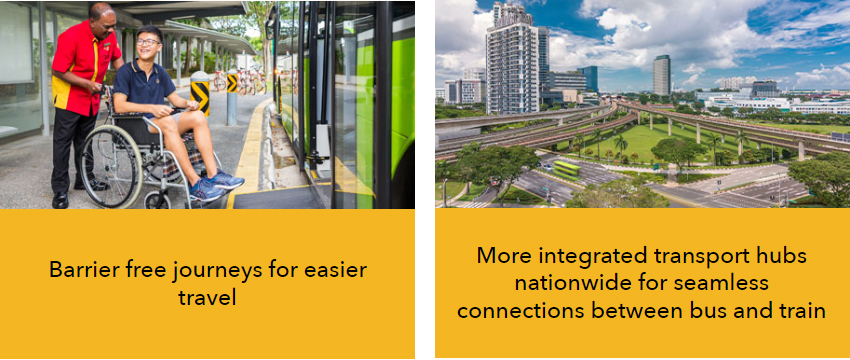 Barrier free journeys for easier
travel
More integrated transport hubs
nationwide for seamless
connections between bus and train